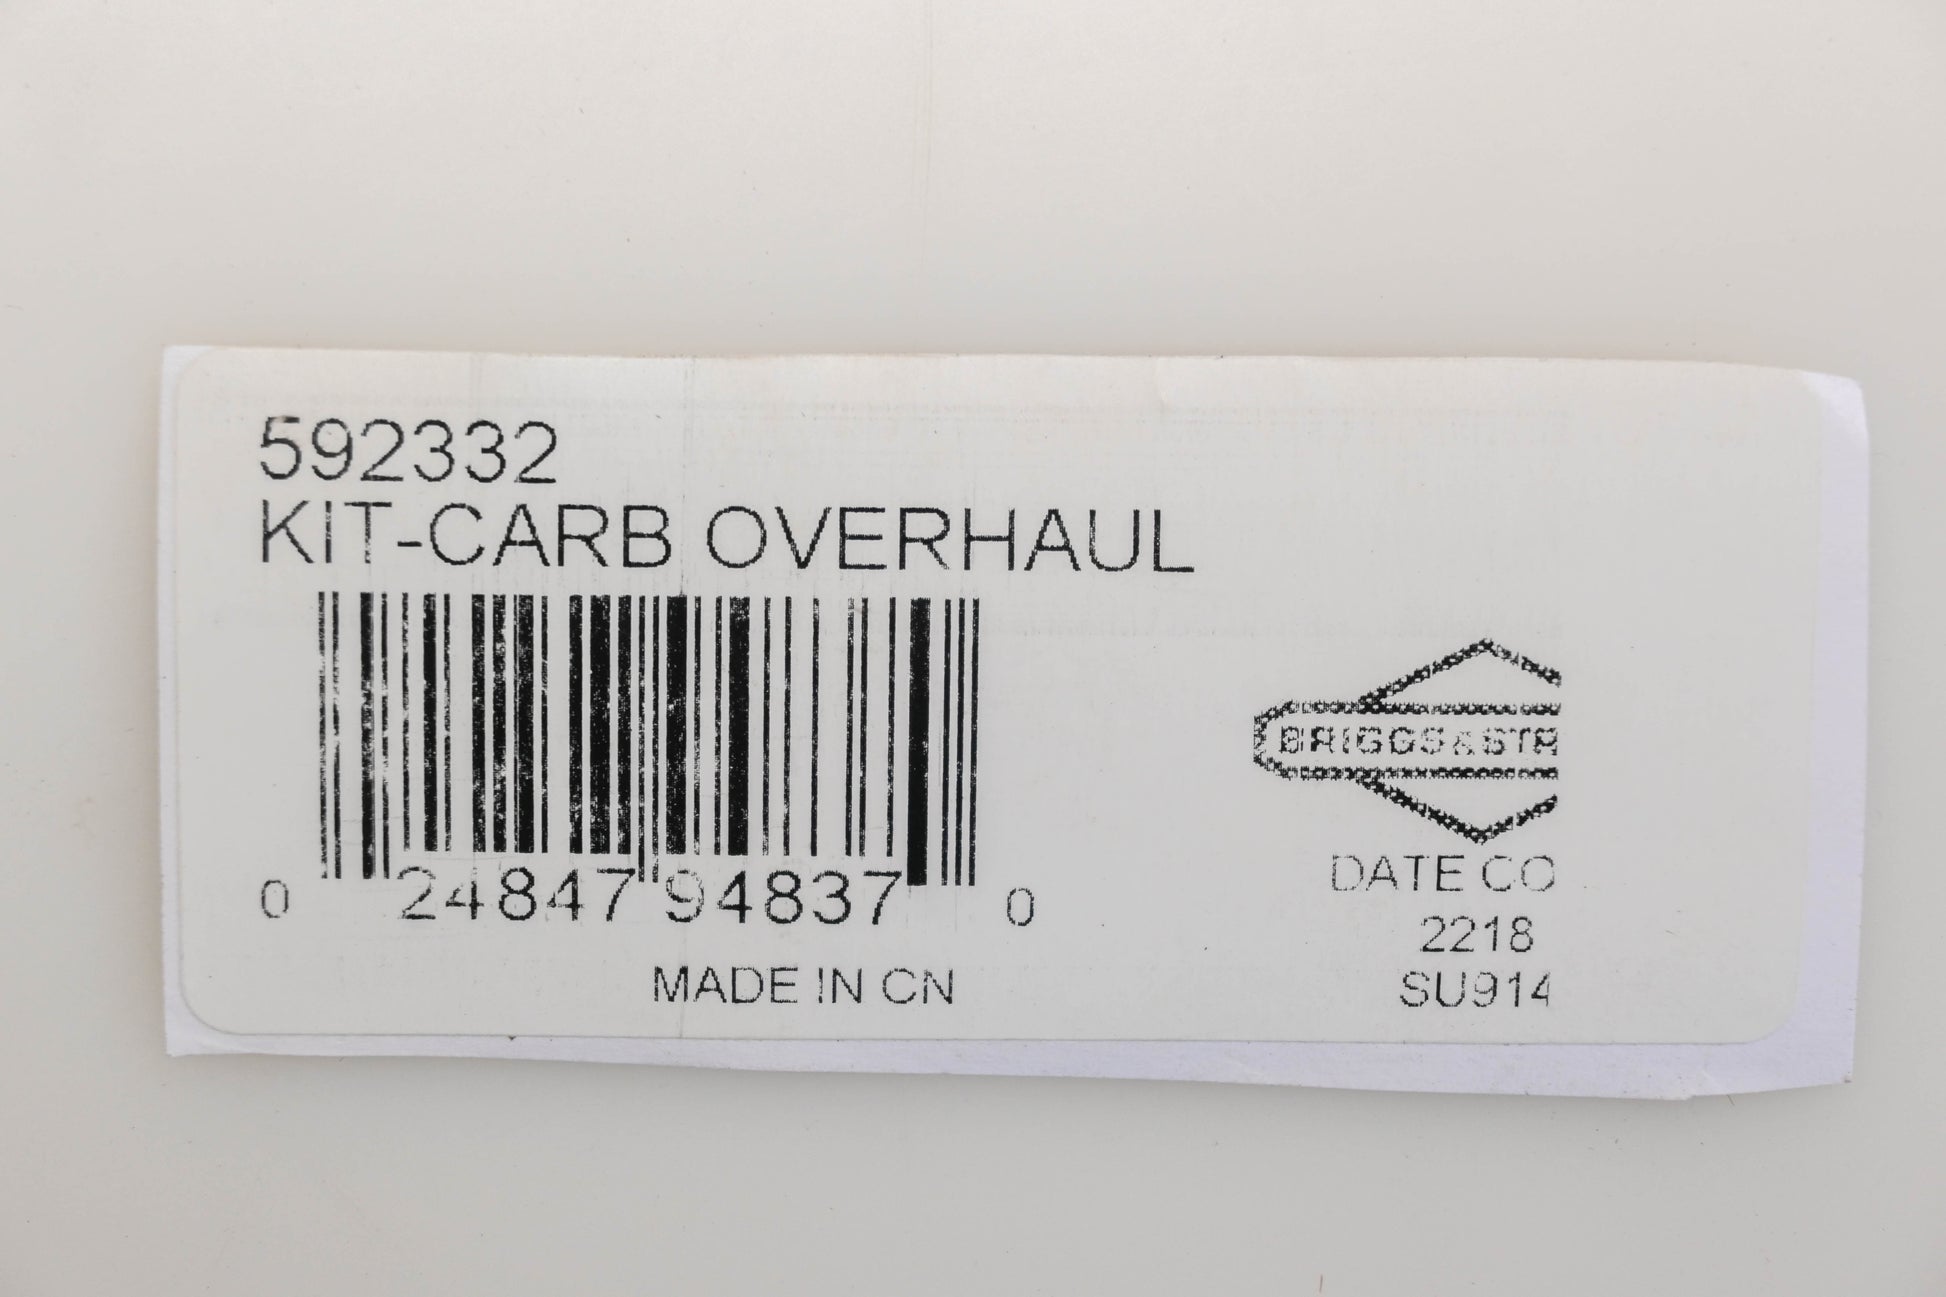 592332
KIT-CARB OVERHAUL
0 24847 94837 0
MADE IN CN
BRIGGS&STR
DATE CO
2218
SU914